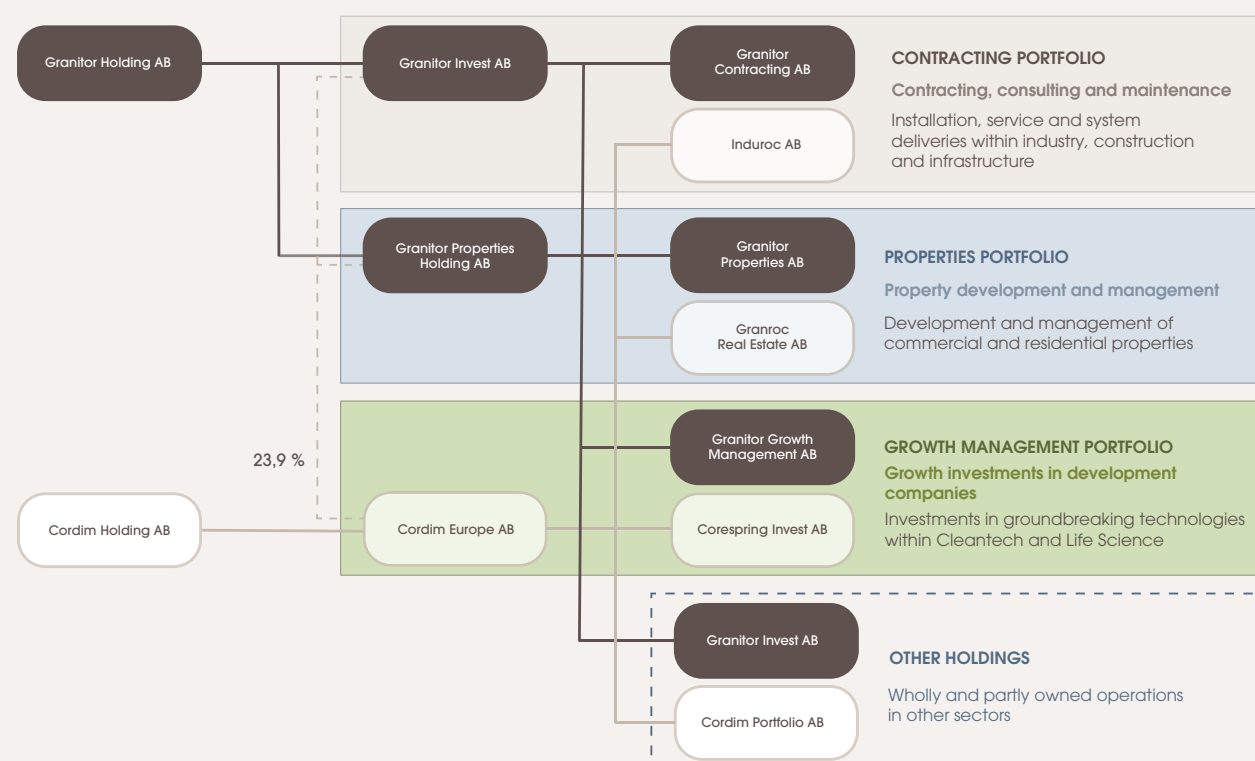 Granitor Holding AB
Granitor Invest AB
Granitor
Contracting AB
CONTRACTING PORTFOLIO
Contracting, consulting and maintenance
Installation, service and system
deliveries within industry, construction
and infrastructure
Induroc AB
Granitor Properties
Holding AB
Granitor
Properties AB
PROPERTIES PORTFOLIO
Property development and management
Development and management of
commercial and residential properties
Granroc
Real Estate AB
23,9 %
Granitor Growth
Management AB
GROWTH MANAGEMENT PORTFOLIO
Growth investments in development
companies
Investments in groundbreaking technologies
within Cleantech and Life Science
Cordim Holding AB
Cordim Europe AB
Corespring Invest AB
Granitor Invest AB
OTHER HOLDINGS
Wholly and partly owned operations
in other sectors
Cordim Portfolio AB